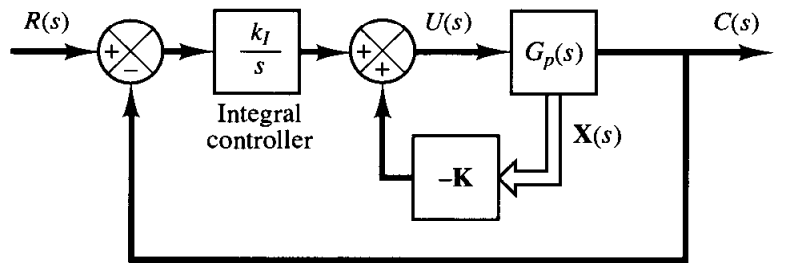 R(s)
+
−
k_I
s
Integral
controller
+
+
U(s)
G_p(s)
C(s)
X(s)
−K